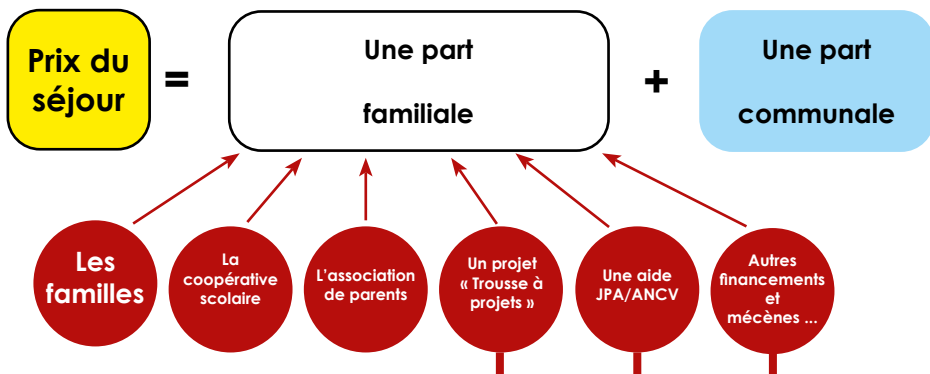 Prix du
séjour
=
Une part
familiale
+
Une part
communale
Les
familles
La
coopérative
scolaire
L’association
de parents
Un projet
« Trousse à
projets »
Une aide
JPA/ANCV
Autres
financements
et
mécènes ...